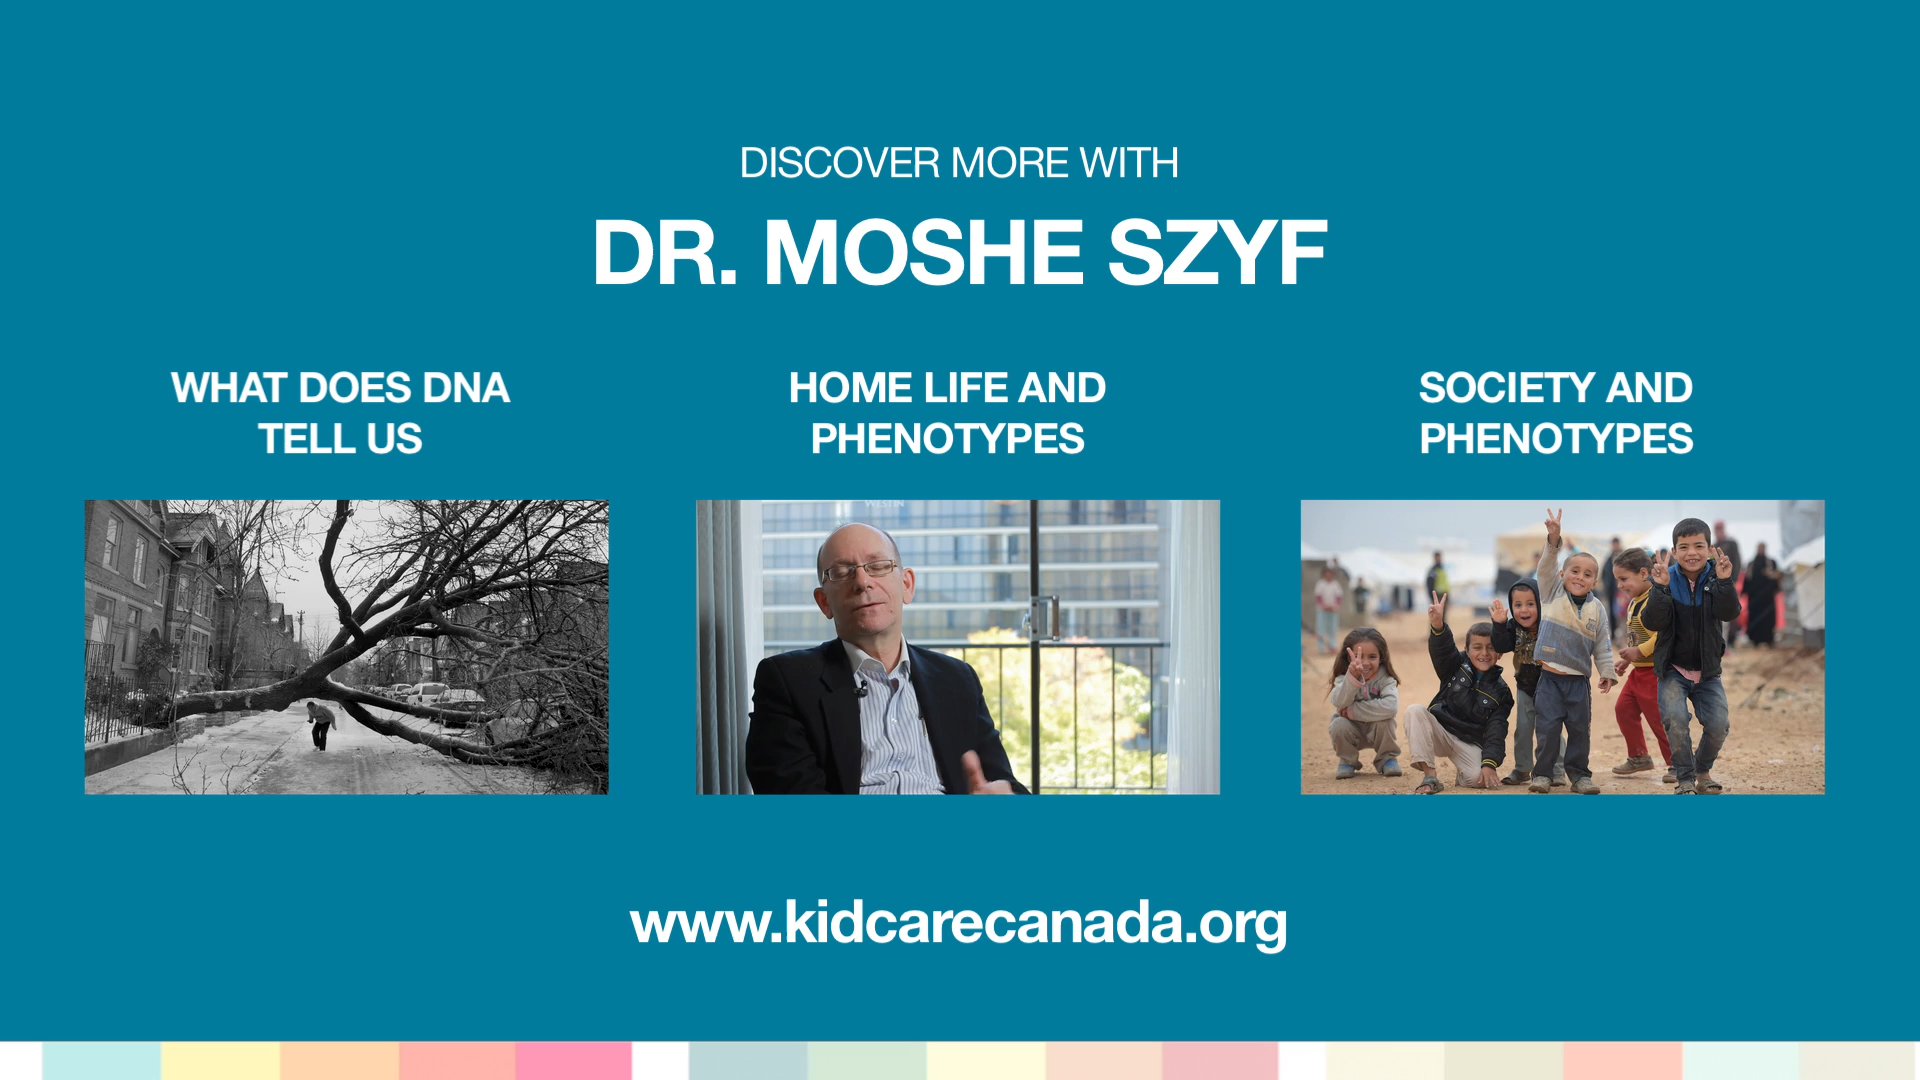 DISCOVER MORE WITH
DR. MOSHE SZYF
WHAT DOES DNA
TELL US
HOME LIFE AND
PHENOTYPES
SOCIETY AND
PHENOTYPES
WESTIN
www.kidcarecanada.org